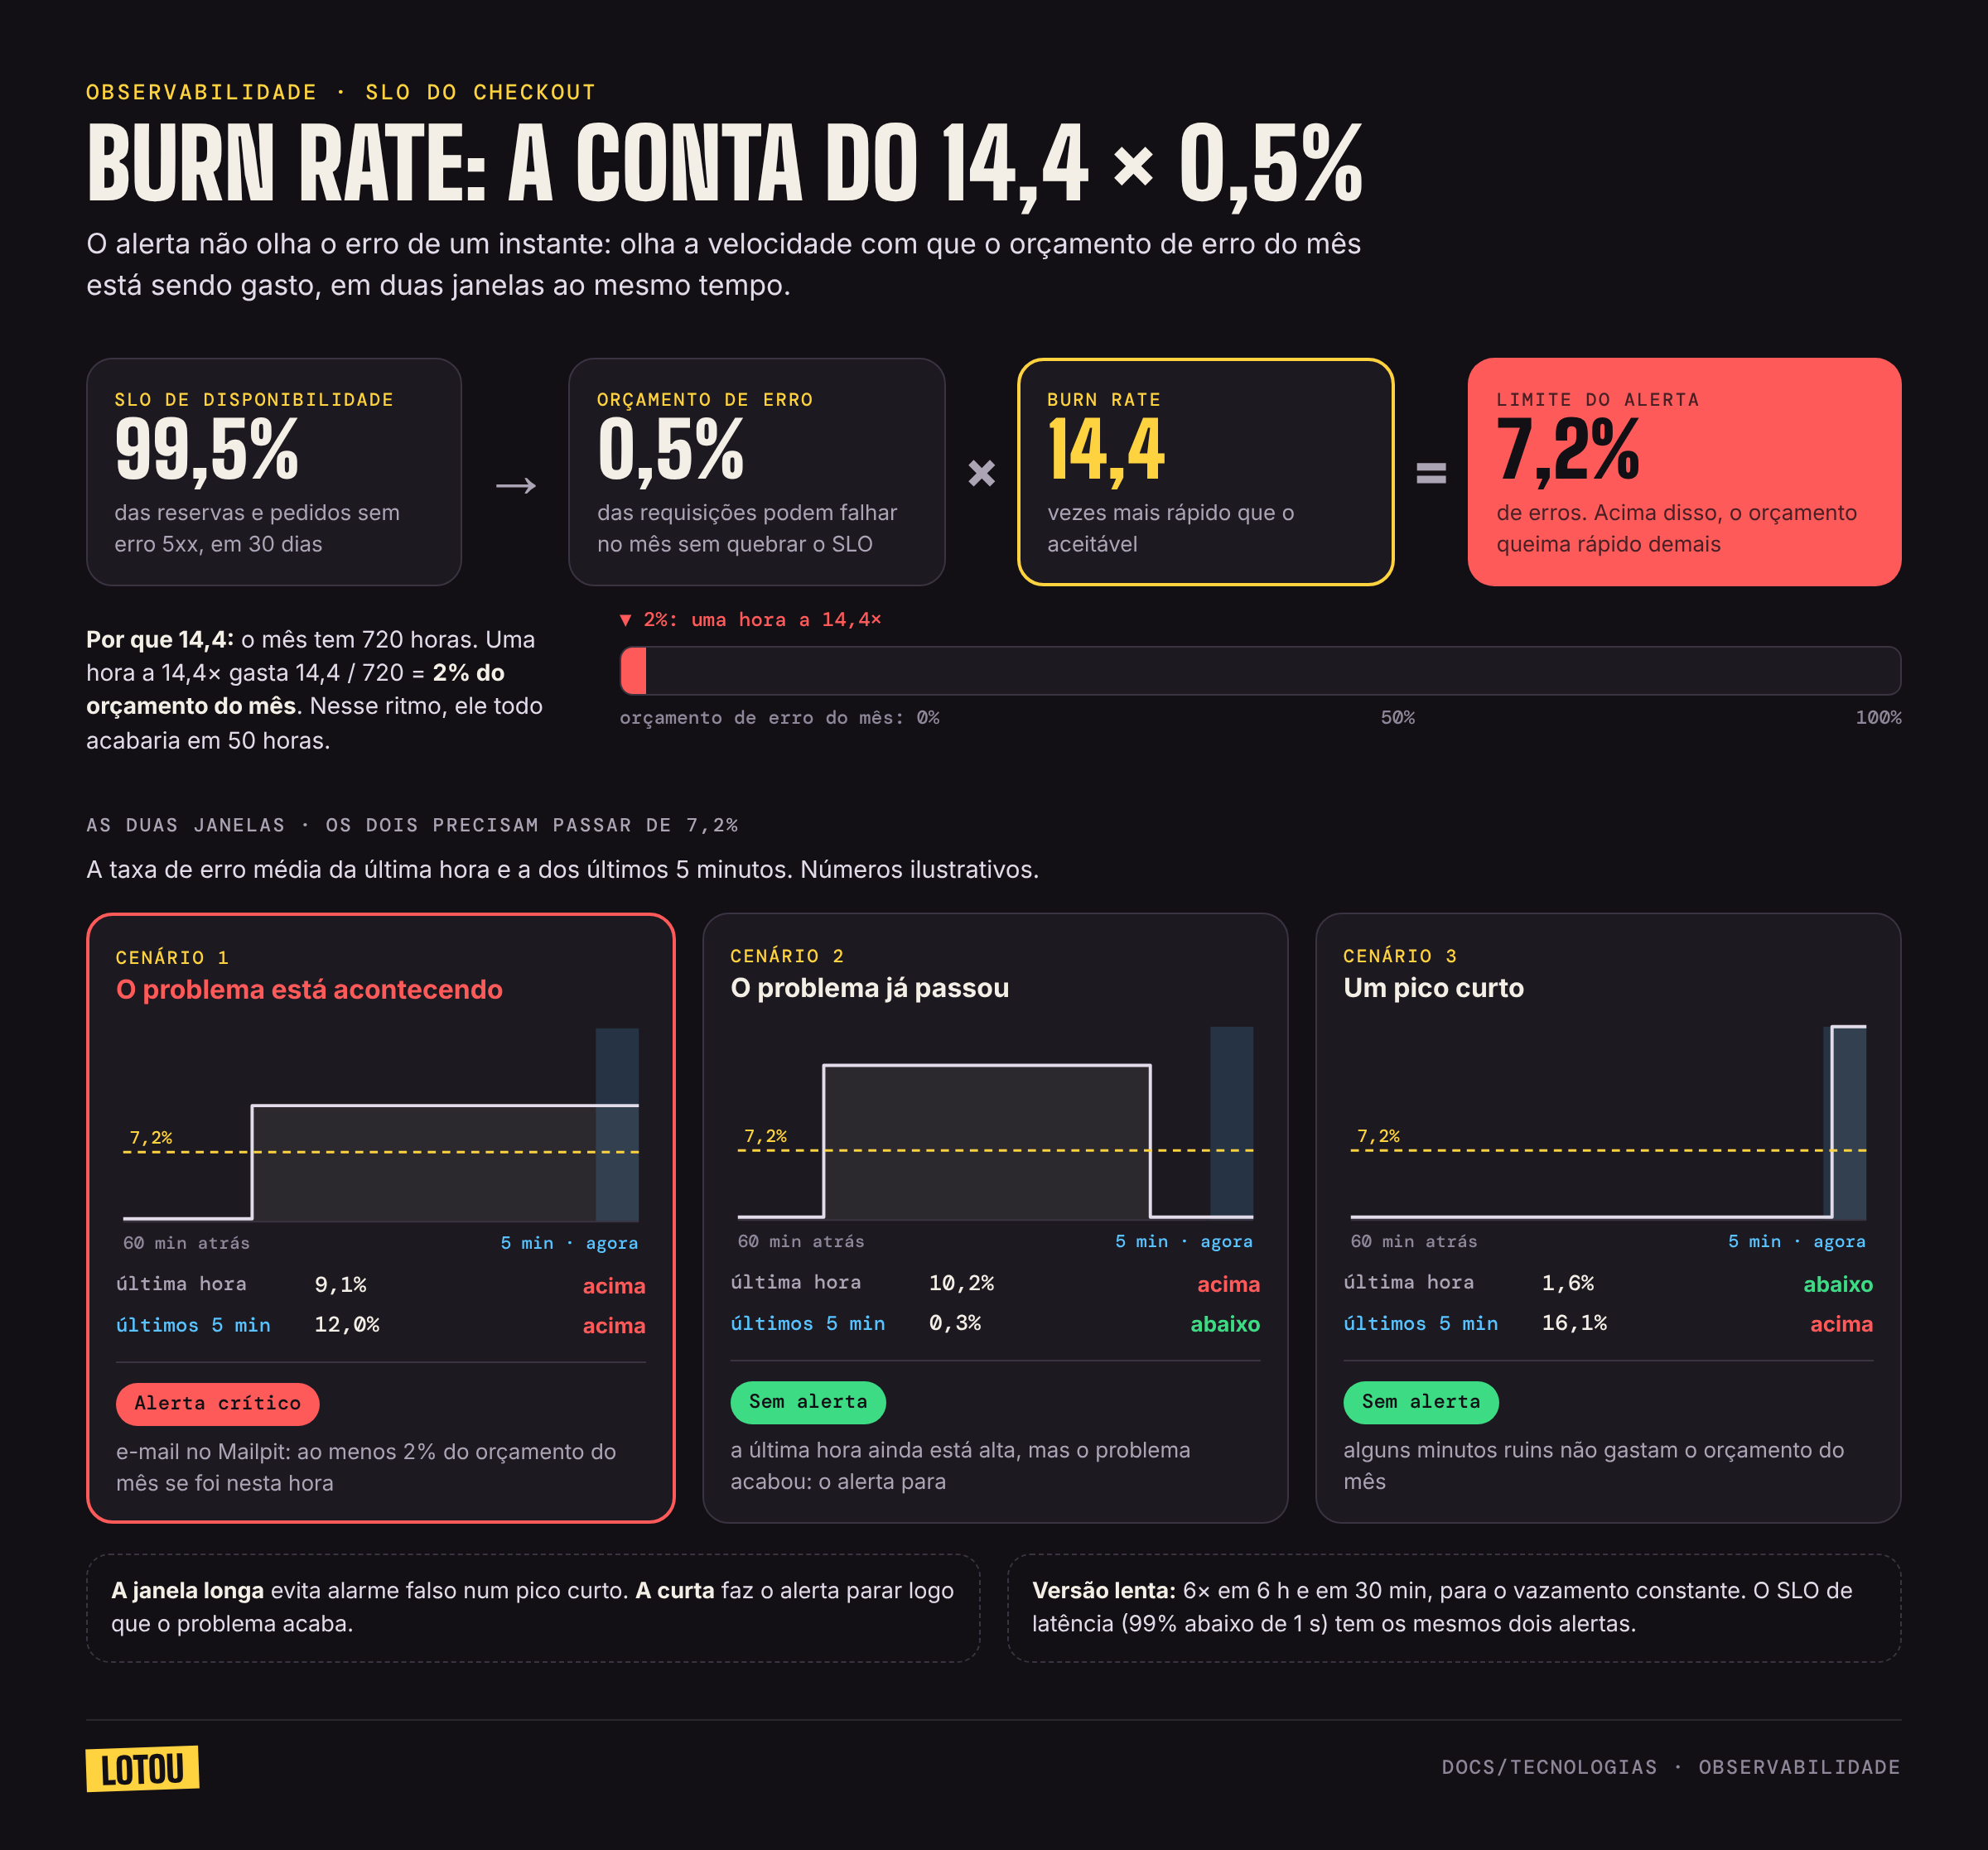 OBSERVABILIDADE · SLO DO CHECKOUT
BURN RATE: A CONTA DO 14,4 × 0,5%
O alerta não olha o erro de um instante: olha a velocidade com que o orçamento de erro do mês
está sendo gasto, em duas janelas ao mesmo tempo.
SLO DE DISPONIBILIDADE
99,5%
das reservas e pedidos sem
erro 5xx, em 30 dias
→
ORÇAMENTO DE ERRO
0,5%
das requisições podem falhar
no mês sem quebrar o SLO
×
BURN RATE
14,4
vezes mais rápido que o
aceitável
=
LIMITE DO ALERTA
7,2%
de erros. Acima disso, o orçamento
queima rápido demais
Por que 14,4: o mês tem 720 horas. Uma
hora a 14,4× gasta 14,4 / 720 = 2% do
orçamento do mês. Nesse ritmo, ele todo
acabaria em 50 horas.
▼ 2%: uma hora a 14,4×
orçamento de erro do mês: 0%
50%
100%
AS DUAS JANELAS · OS DOIS PRECISAM PASSAR DE 7,2%
A taxa de erro média da última hora e a dos últimos 5 minutos. Números ilustrativos.
CENÁRIO 1
O problema está acontecendo
7,2%
60 min atrás
5 min · agora
última hora 9,1% acima
últimos 5 min 12,0% acima
Alerta crítico
e-mail no Mailpit: ao menos 2% do orçamento do
mês se foi nesta hora
CENÁRIO 2
O problema já passou
7,2%
60 min atrás
5 min · agora
última hora 10,2% acima
últimos 5 min 0,3% abaixo
Sem alerta
a última hora ainda está alta, mas o problema
acabou: o alerta para
CENÁRIO 3
Um pico curto
7,2%
60 min atrás
5 min · agora
última hora 1,6% abaixo
últimos 5 min 16,1% acima
Sem alerta
alguns minutos ruins não gastam o orçamento do
mês
A janela longa evita alarme falso num pico curto. A curta faz o alerta parar logo
que o problema acaba.
Versão lenta: 6× em 6 h e em 30 min, para o vazamento constante. O SLO de
latência (99% abaixo de 1 s) tem os mesmos dois alertas.
LOTOU
DOCS/TECNOLOGIAS · OBSERVABILIDADE